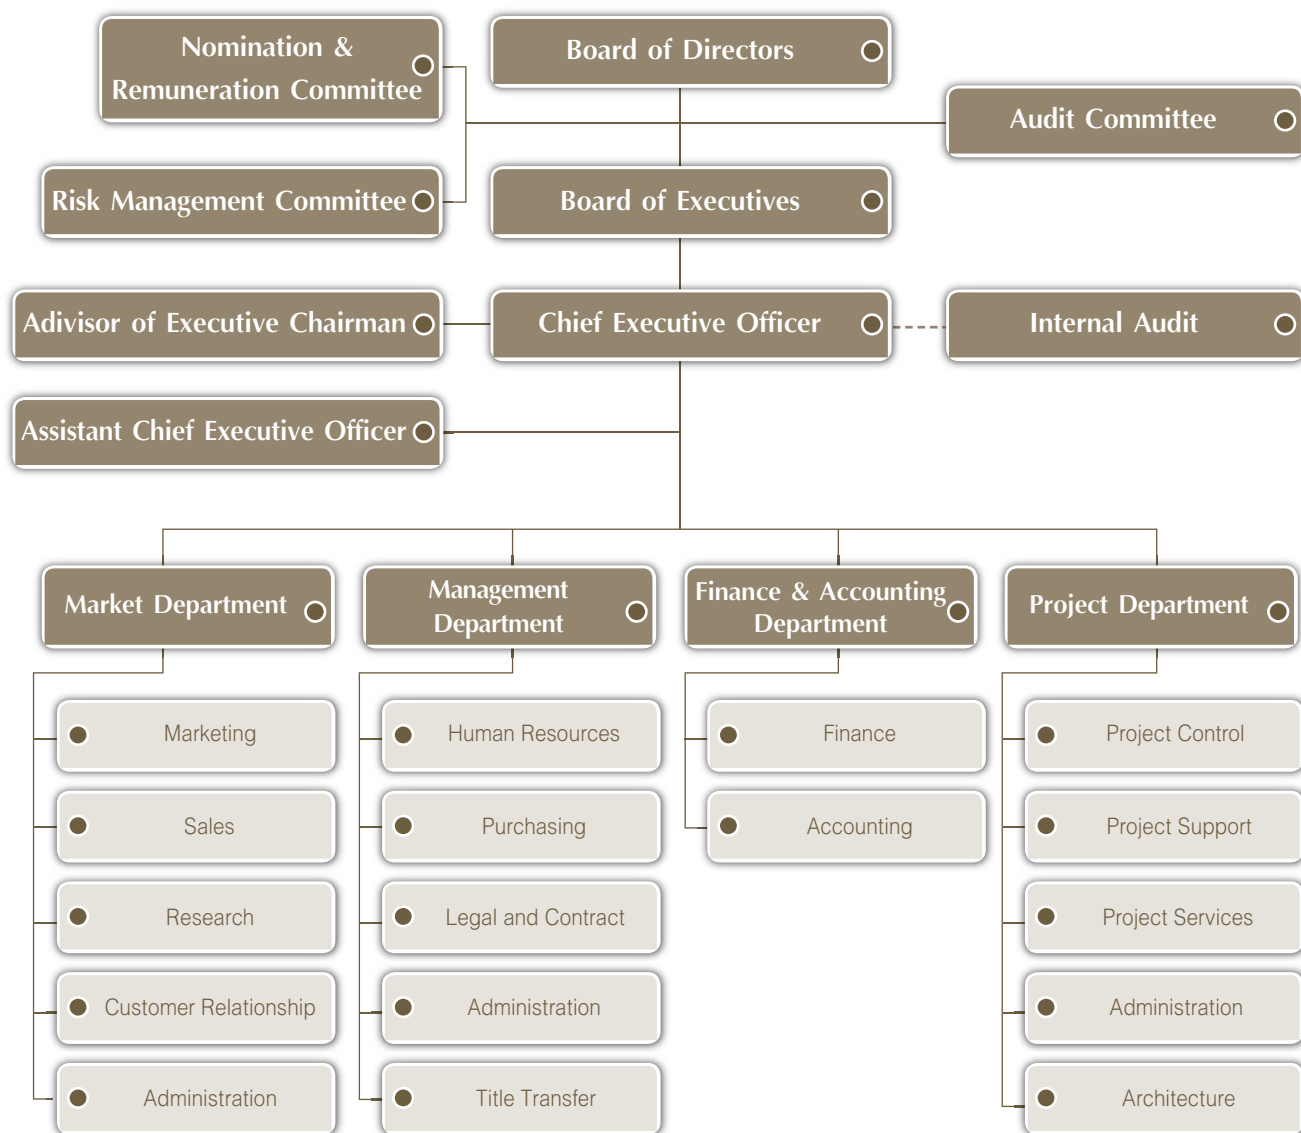 Nomination &
Remuneration Committee
Board of Directors
Audit Committee
Risk Management Committee
Board of Executives
Adivisor of Executive Chairman
Chief Executive Officer
Internal Audit
Assistant Chief Executive Officer
Market Department
Management
Department
Finance & Accounting
Department
Project Department
Marketing
Human Resources
Finance
Project Control
Sales
Purchasing
Accounting
Project Support
Research
Legal and Contract
Project Services
Customer Relationship
Administration
Administration
Administration
Title Transfer
Architecture